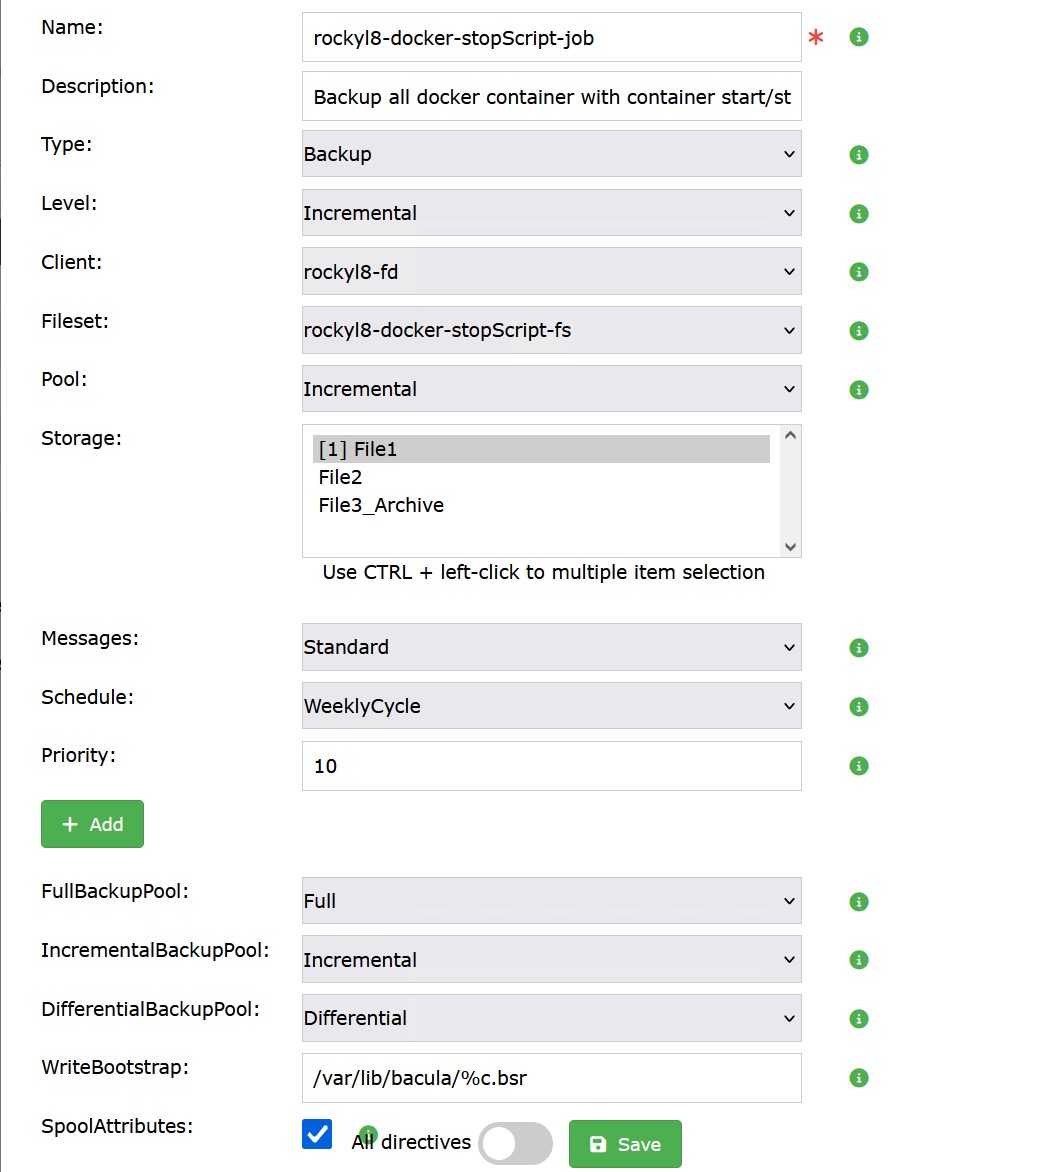 Name: rockyl8-docker-stopScript-job *
Description: Backup all docker container with container start/st
Type: Backup
Level: Incremental
Client: rockyl8-fd
Fileset: rockyl8-docker-stopScript-fs
Pool: Incremental
Storage: [1] File1
File2
File3_Archive
Use CTRL + left-click to multiple item selection
Messages: Standard
Schedule: WeeklyCycle
Priority: 10
+ Add
FullBackupPool: Full
IncrementalBackupPool: Incremental
DifferentialBackupPool: Differential
WriteBootstrap: /var/lib/bacula/%c.bsr
SpoolAttributes: All directives Save